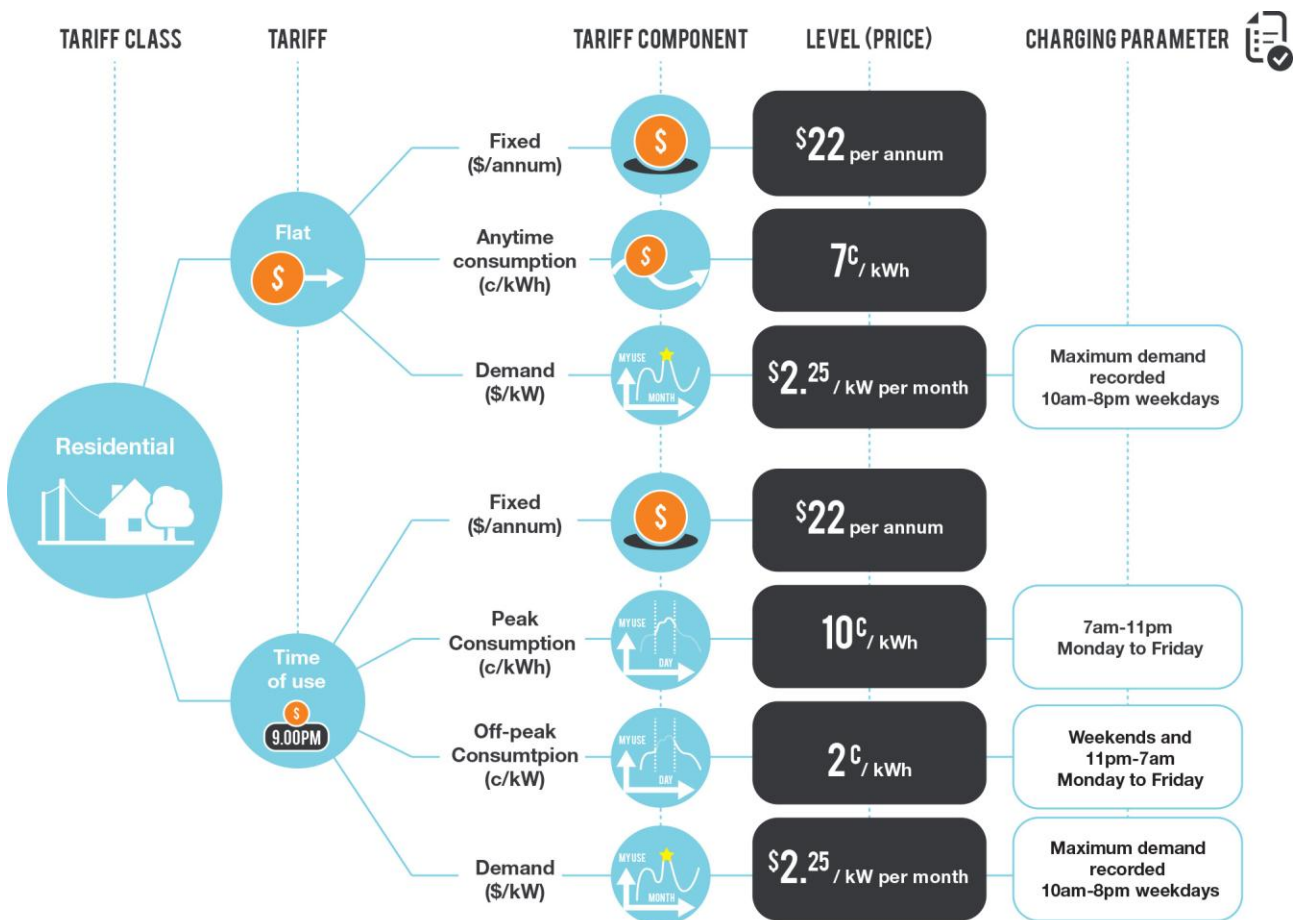 TARIFF CLASS
TARIFF
TARIFF COMPONENT
LEVEL (PRICE)
CHARGING PARAMETER
Residential
Flat
$
Fixed
($/annum)
$
$22 per annum
Anytime
consumption
(c/kWh)
$
7c/ kWh
Demand
($/kW)
MY USE
MONTH
$2.25 / kW per month
Maximum demand
recorded
10am-8pm weekdays
Time
of use
$
9.00PM
Fixed
($/annum)
$
$22 per annum
Peak
Consumption
(c/kWh)
MY USE
DAY
10c/ kWh
7am-11pm
Monday to Friday
Off-peak
Consumtpion
(c/kW)
MY USE
DAY
2c/ kWh
Weekends and
11pm-7am
Monday to Friday
Demand
($/kW)
MY USE
MONTH
$2.25 / kW per month
Maximum demand
recorded
10am-8pm weekdays